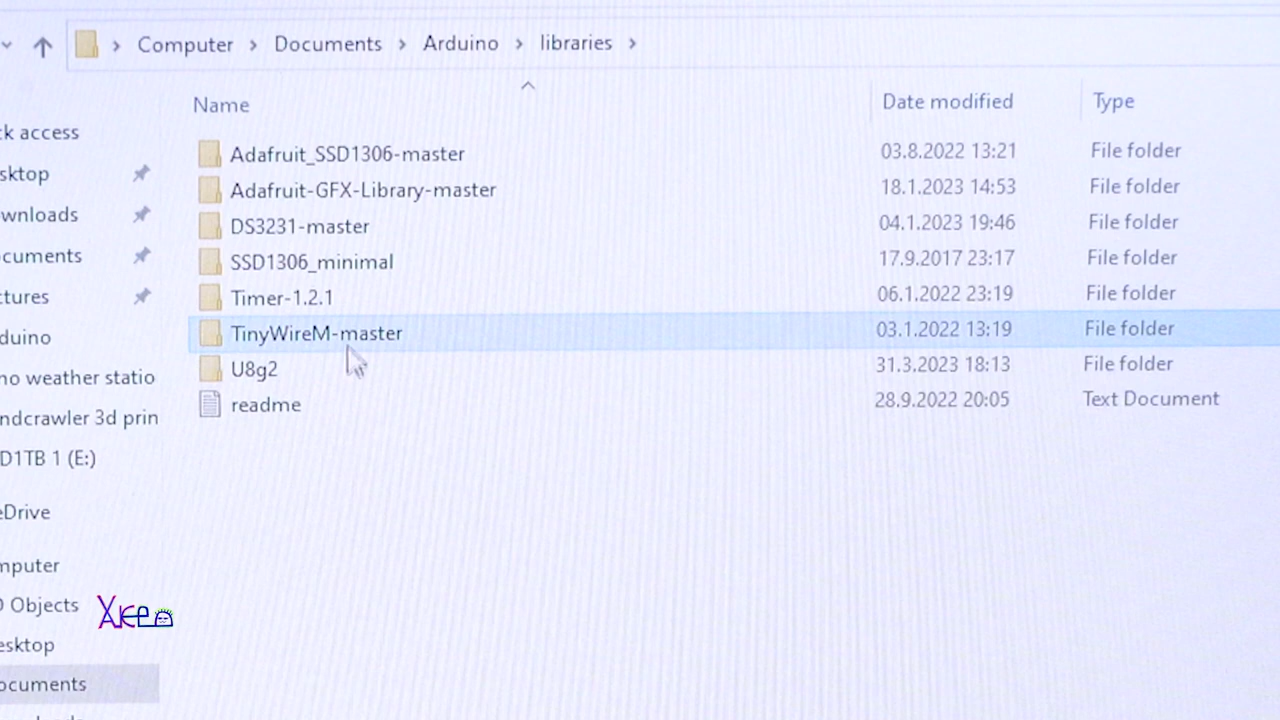 Computer > Documents > Arduino > libraries >
Name Date modified Type
Adafruit_SSD1306-master 03.8.2022 13:21 File folder
Adafruit-GFX-Library-master 18.1.2023 14:53 File folder
DS3231-master 04.1.2023 19:46 File folder
SSD1306_minimal 17.9.2017 23:17 File folder
Timer-1.2.1 06.1.2022 23:19 File folder
TinyWireM-master 03.1.2022 13:19 File folder
U8g2 31.3.2023 18:13 File folder
readme 28.9.2022 20:05 Text Document
ck access
sktop
wnloads
cuments
ctures
duino
no weather statio
ndcrawler 3d prin
D1TB 1 (E:)
eDrive
mputer
D Objects
esktop
ocuments